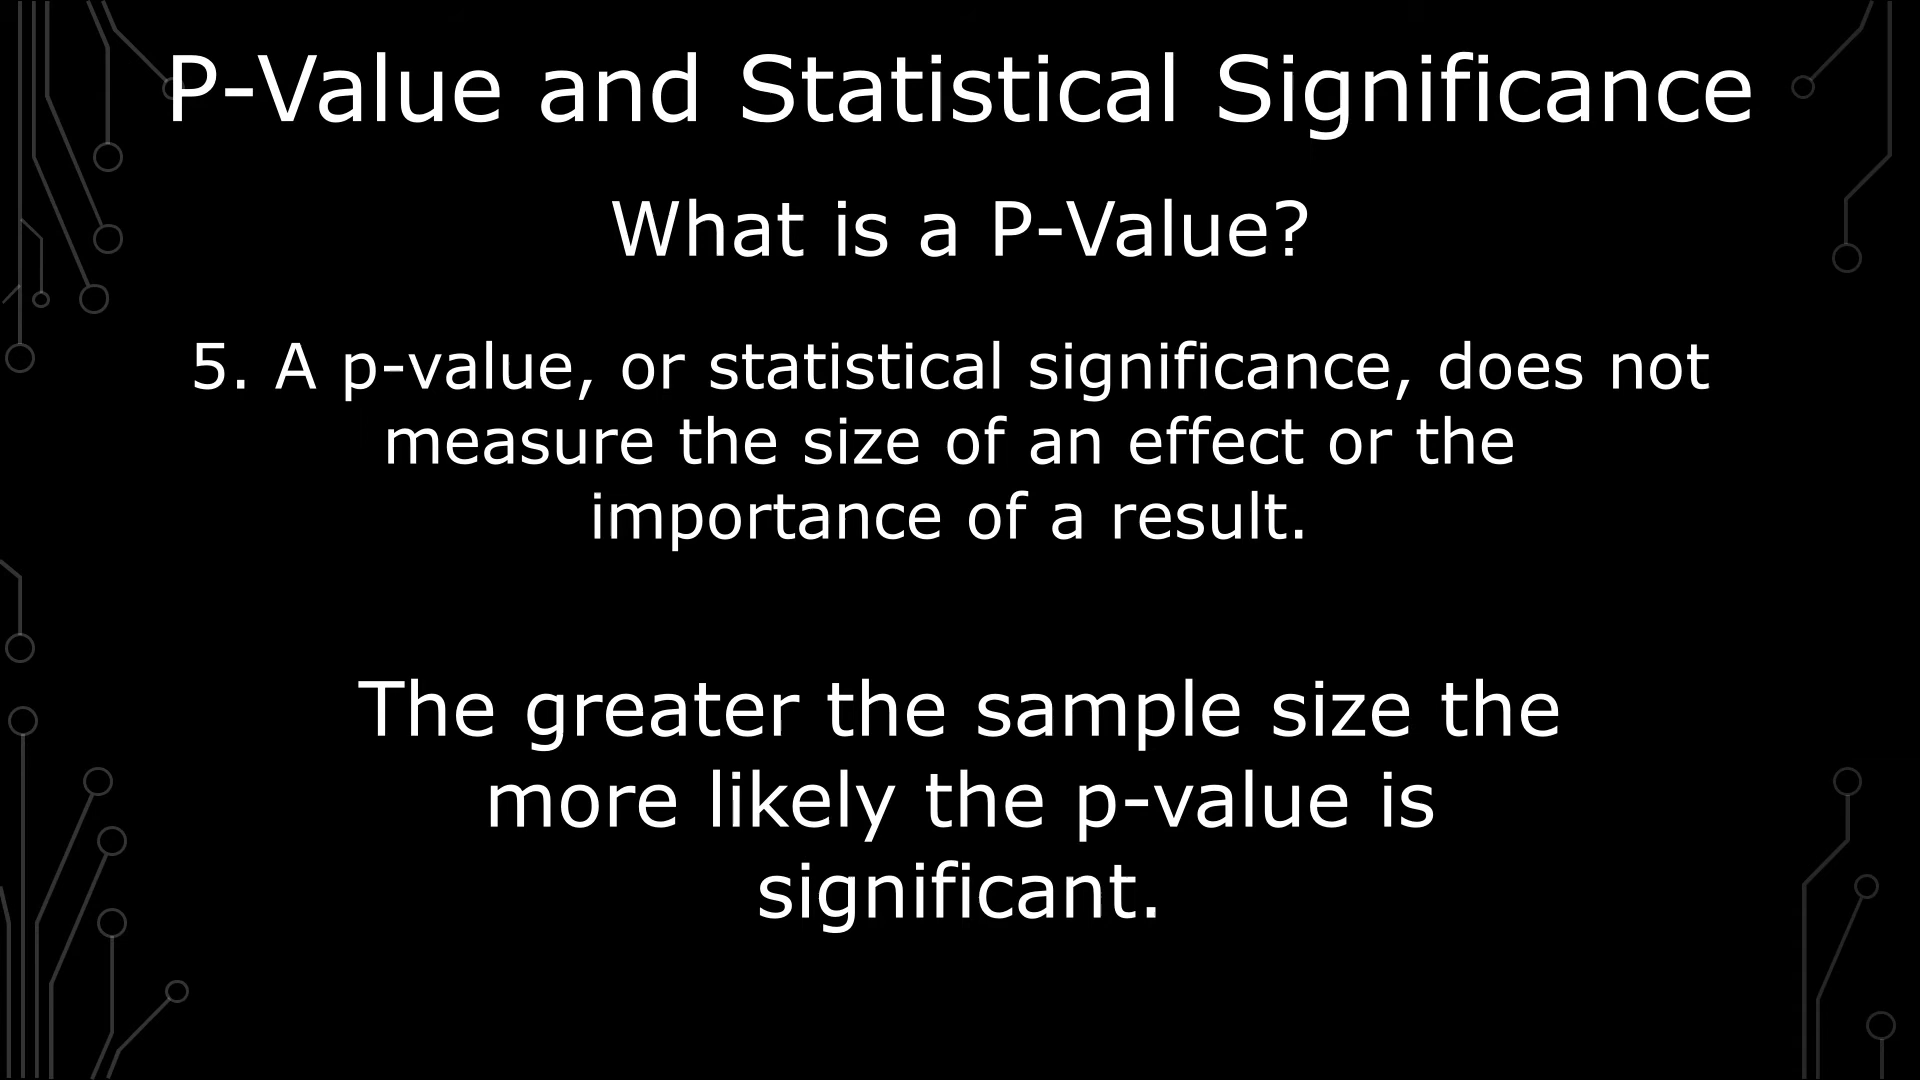 P-Value and Statistical Significance
What is a P-Value?
5. A p-value, or statistical significance, does not
measure the size of an effect or the
importance of a result.
The greater the sample size the
more likely the p-value is
significant.